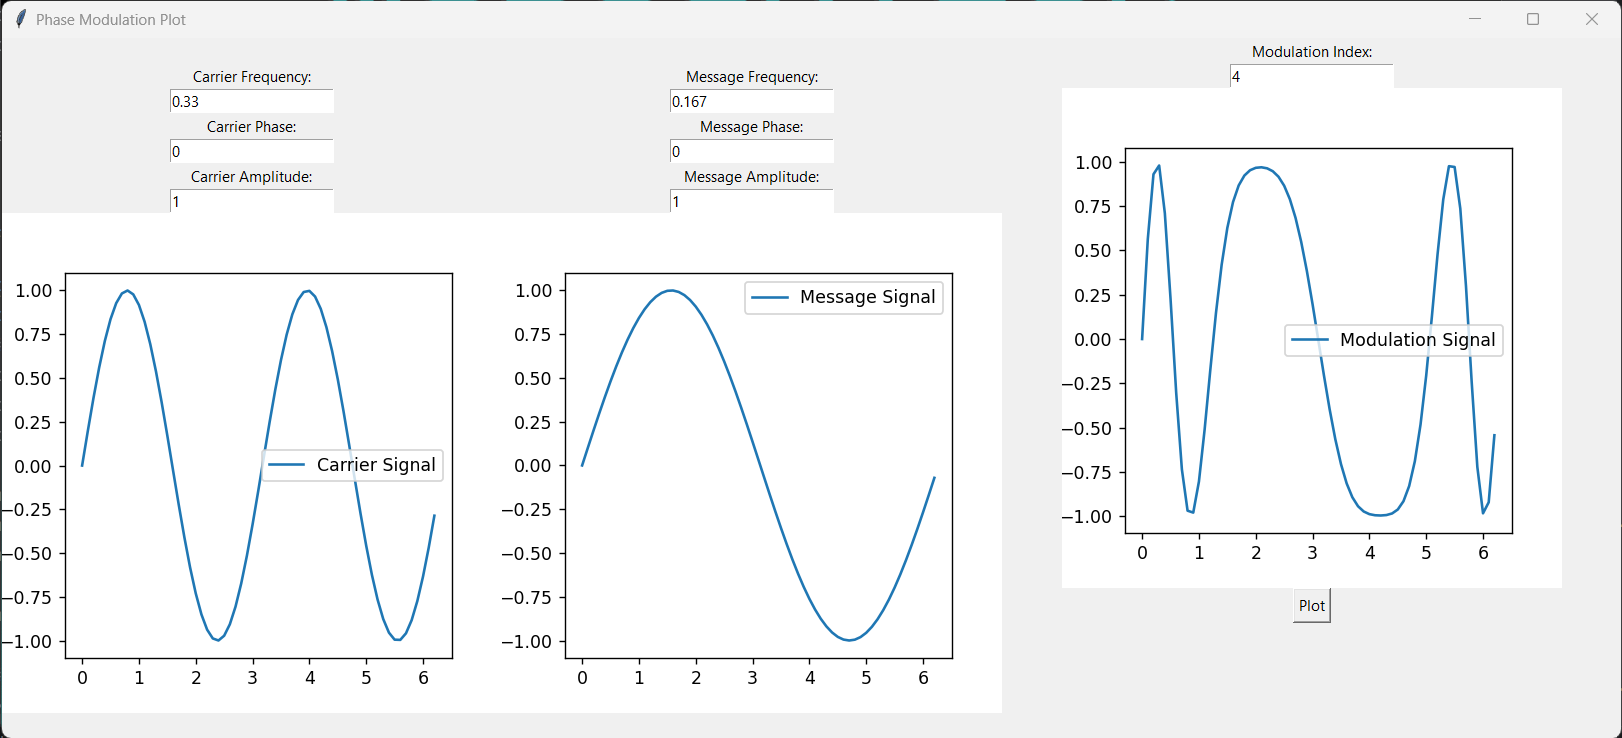 Phase Modulation Plot
Carrier Frequency:
0.33
Carrier Phase:
0
Carrier Amplitude:
1
Message Frequency:
0.167
Message Phase:
0
Message Amplitude:
1
Modulation Index:
4
1.00
0.75
0.50
0.25
0.00
−0.25
−0.50
−0.75
−1.00
Carrier Signal
0 1 2 3 4 5 6
1.00
0.75
0.50
0.25
0.00
−0.25
−0.50
−0.75
−1.00
Message Signal
0 1 2 3 4 5 6
1.00
0.75
0.50
0.25
0.00
−0.25
−0.50
−0.75
−1.00
Modulation Signal
0 1 2 3 4 5 6
Plot